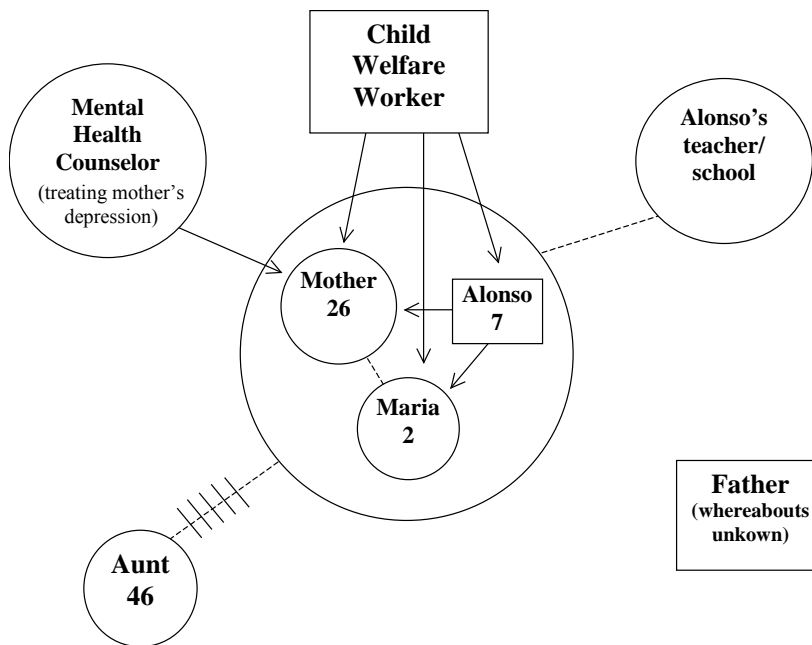 Child
Welfare
Worker
Mental
Health
Counselor
(treating mother's
depression)
Alonso's
teacher/
school
Mother
26
Alonso
7
Maria
2
Father
(whereabouts
unkown)
Aunt
46